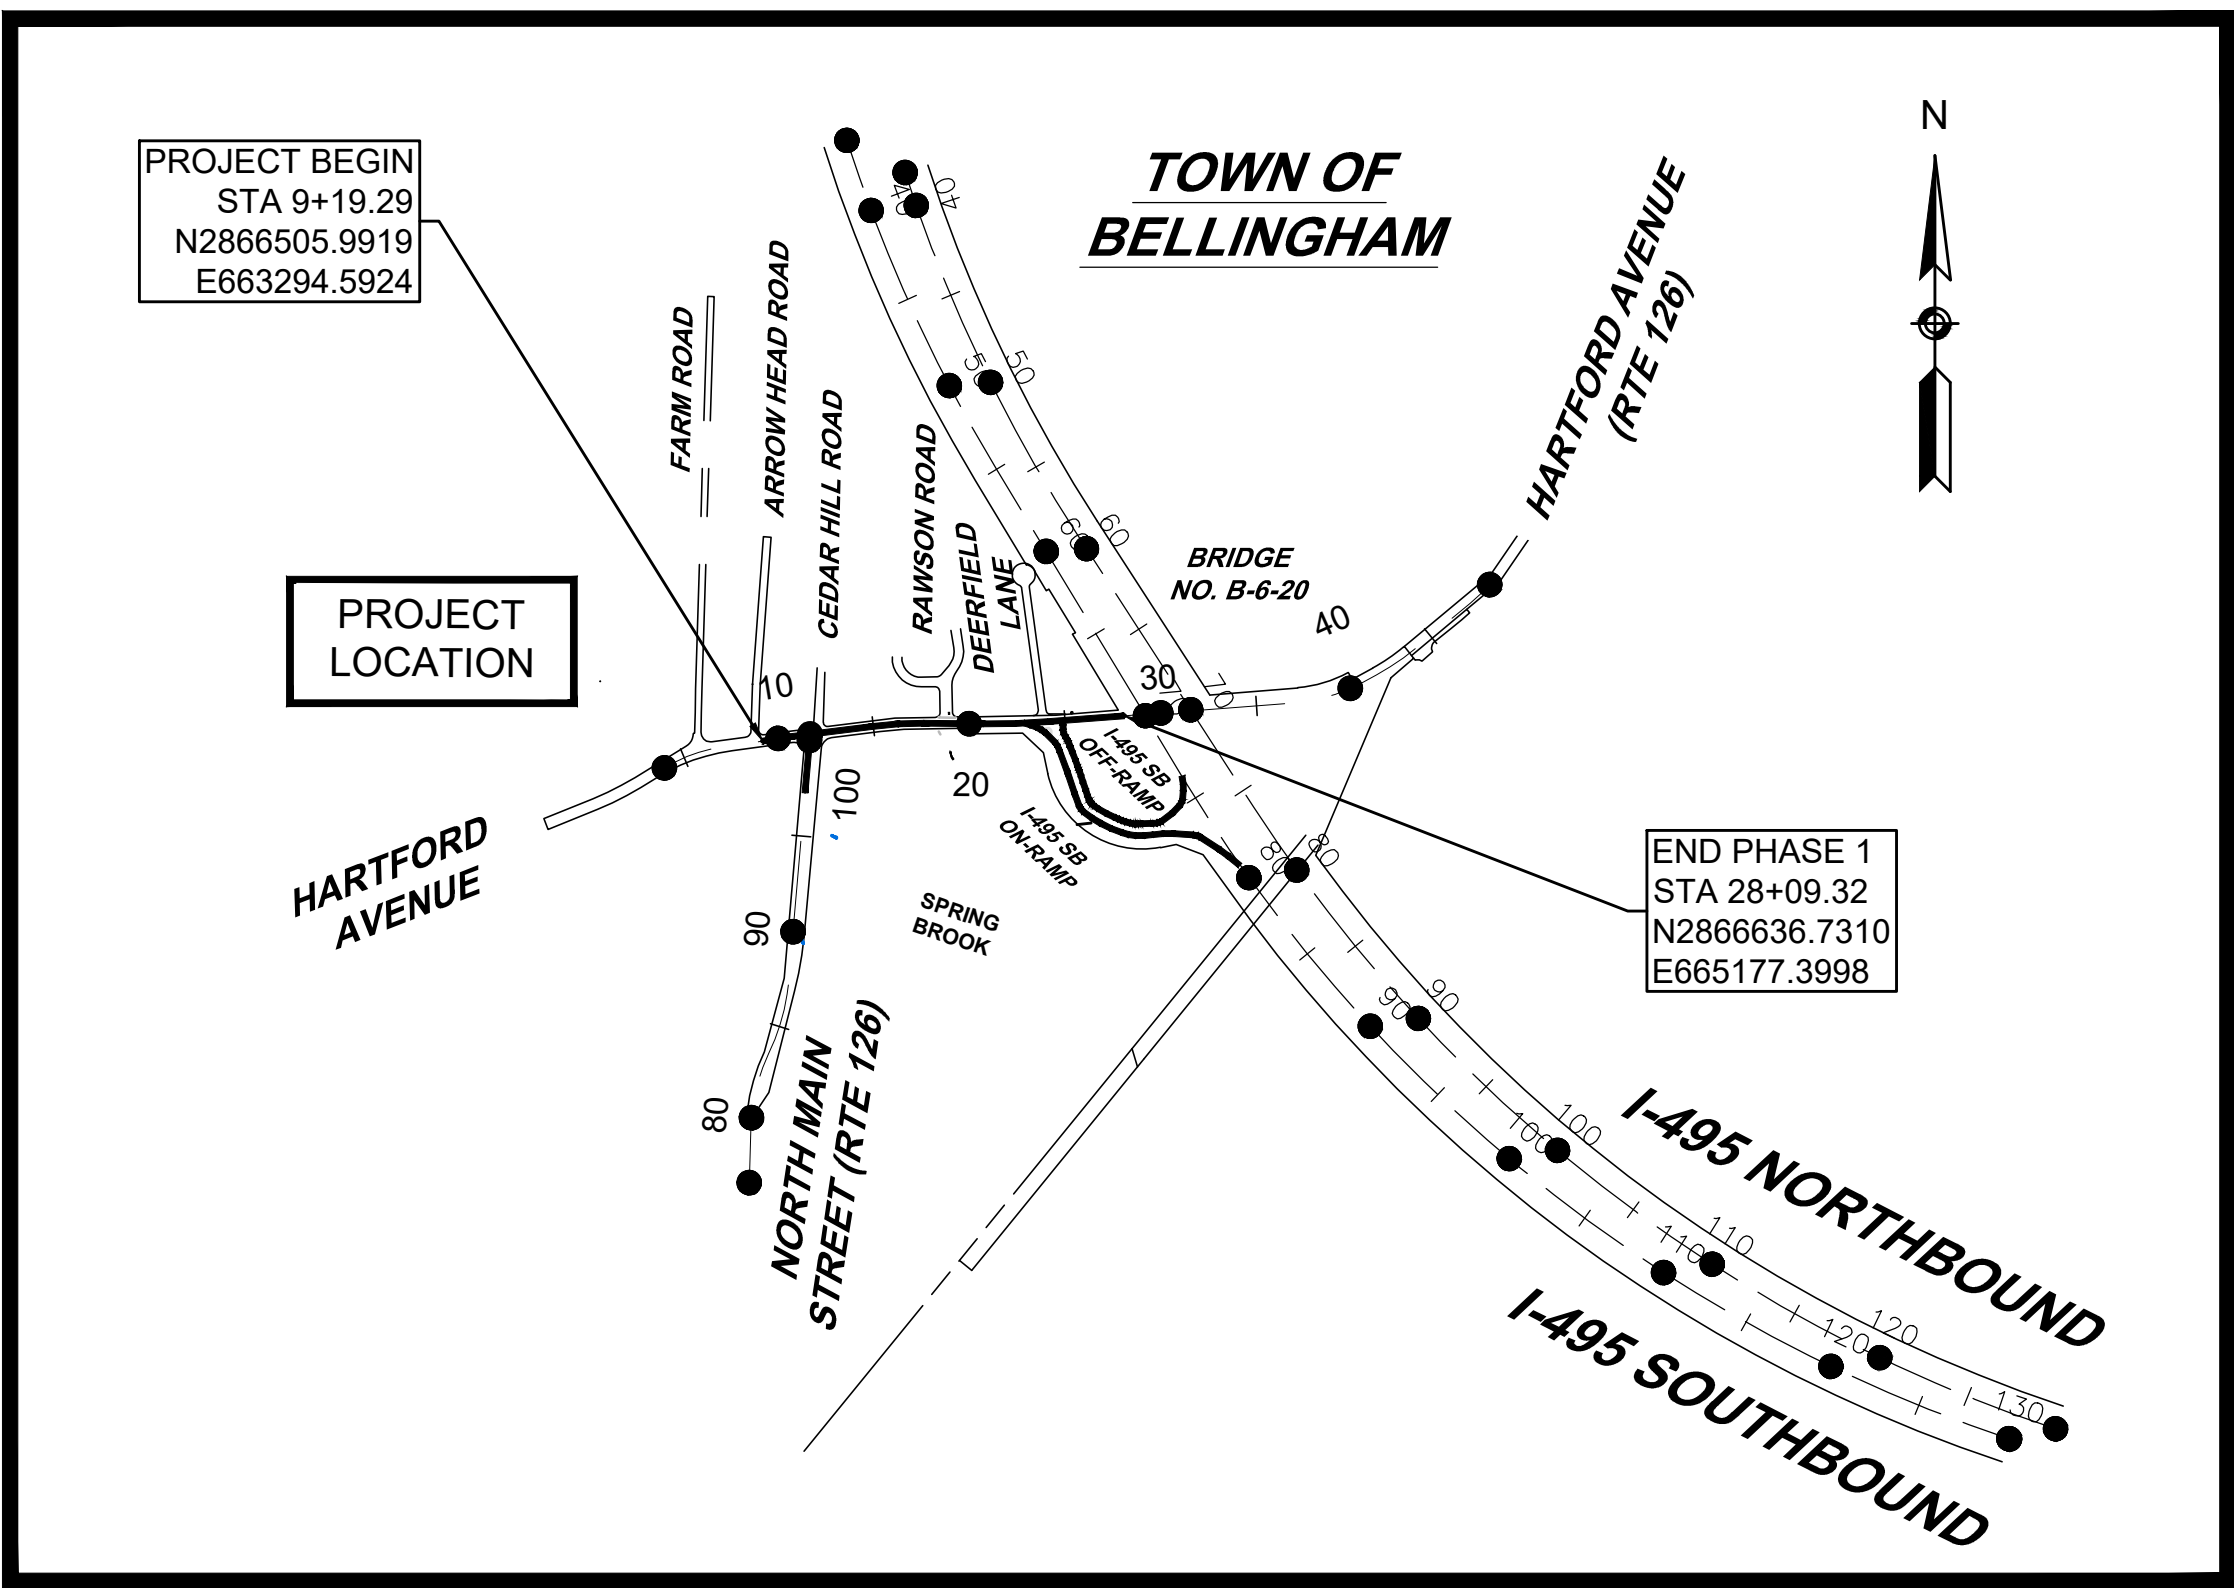 N
TOWN OF
BELLINGHAM
PROJECT BEGIN
STA 9+19.29
N2866505.9919
E663294.5924
HARTFORD AVENUE
(RTE 126)
FARM ROAD
ARROW HEAD ROAD
CEDAR HILL ROAD
RAWSON ROAD
DEERFIELD
LANE
40
40
50
50
60
60
BRIDGE
NO. B-6-20
PROJECT
LOCATION
10
20
30
40
70
I-495 SB
OFF-RAMP
I-495 SB
ON-RAMP
100
90
80
HARTFORD
AVENUE
SPRING
BROOK
80
80
END PHASE 1
STA 28+09.32
N2866636.7310
E665177.3998
90
90
NORTH MAIN
STREET (RTE 126)
100
100
110
110
120
120
130
I-495 NORTHBOUND
I-495 SOUTHBOUND